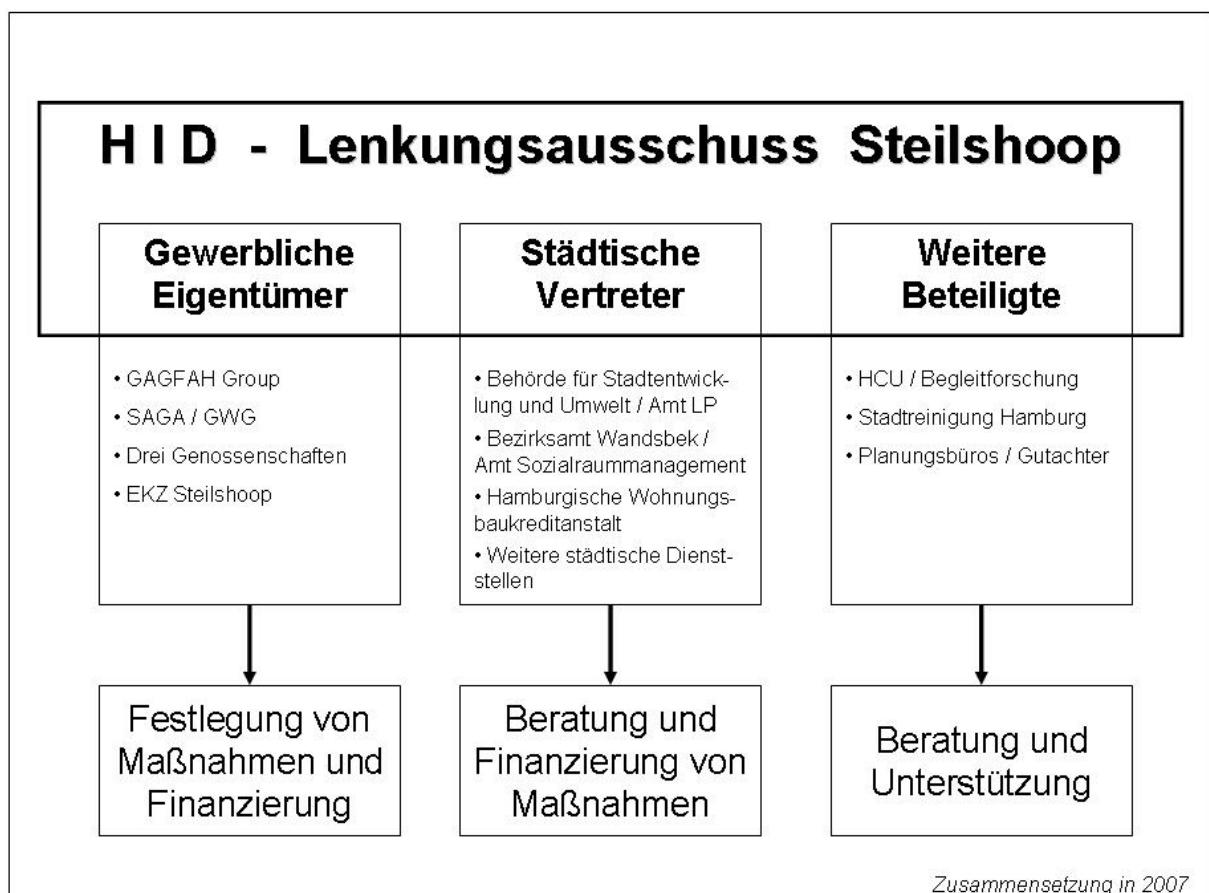 H I D - Lenkungsausschuss Steilshoop
Gewerbliche
Eigentümer
• GAGFAH Group
• SAGA / GWG
• Drei Genossenschaften
• EKZ Steilshoop
Festlegung von
Maßnahmen und
Finanzierung
Städtische
Vertreter
• Behörde für Stadtentwick-
lung und Umwelt / Amt LP
• Bezirksamt Wandsbek /
Amt Sozialraummanagement
• Hamburgische Wohnungs-
baukreditanstalt
• Weitere städtische Dienst-
stellen
Beratung und
Finanzierung von
Maßnahmen
Weitere
Beteiligte
• HCU / Begleitforschung
• Stadtreinigung Hamburg
• Planungsbüros / Gutachter
Beratung und
Unterstützung
Zusammensetzung in 2007